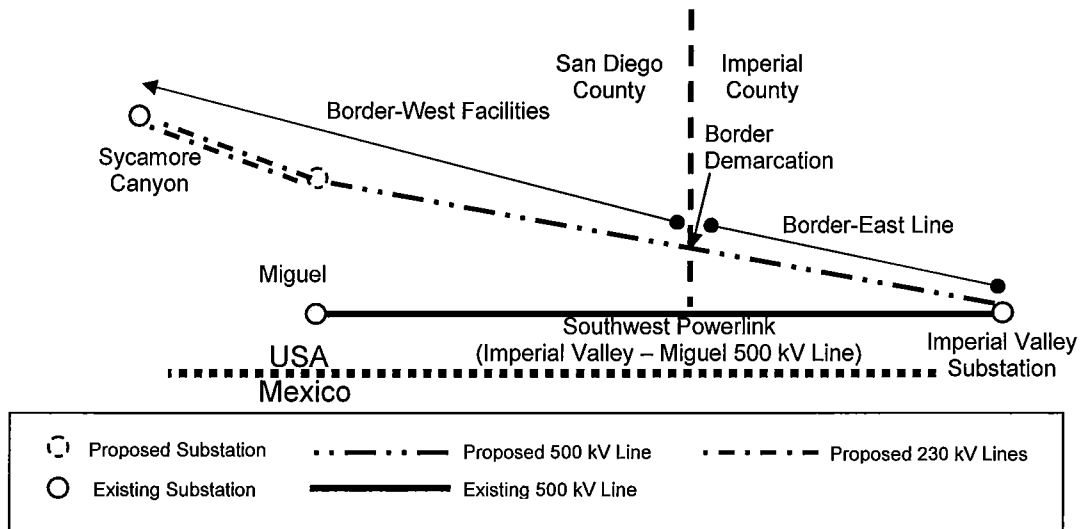 San Diego
County
Imperial
County
Border-West Facilities
Border
Demarcation
Sycamore
Canyon
Border-East Line
Miguel
Southwest Powerlink
(Imperial Valley – Miguel 500 kV Line)
Imperial Valley
Substation
USA
Mexico
Proposed Substation
Proposed 500 kV Line
Proposed 230 kV Lines
Existing Substation
Existing 500 kV Line